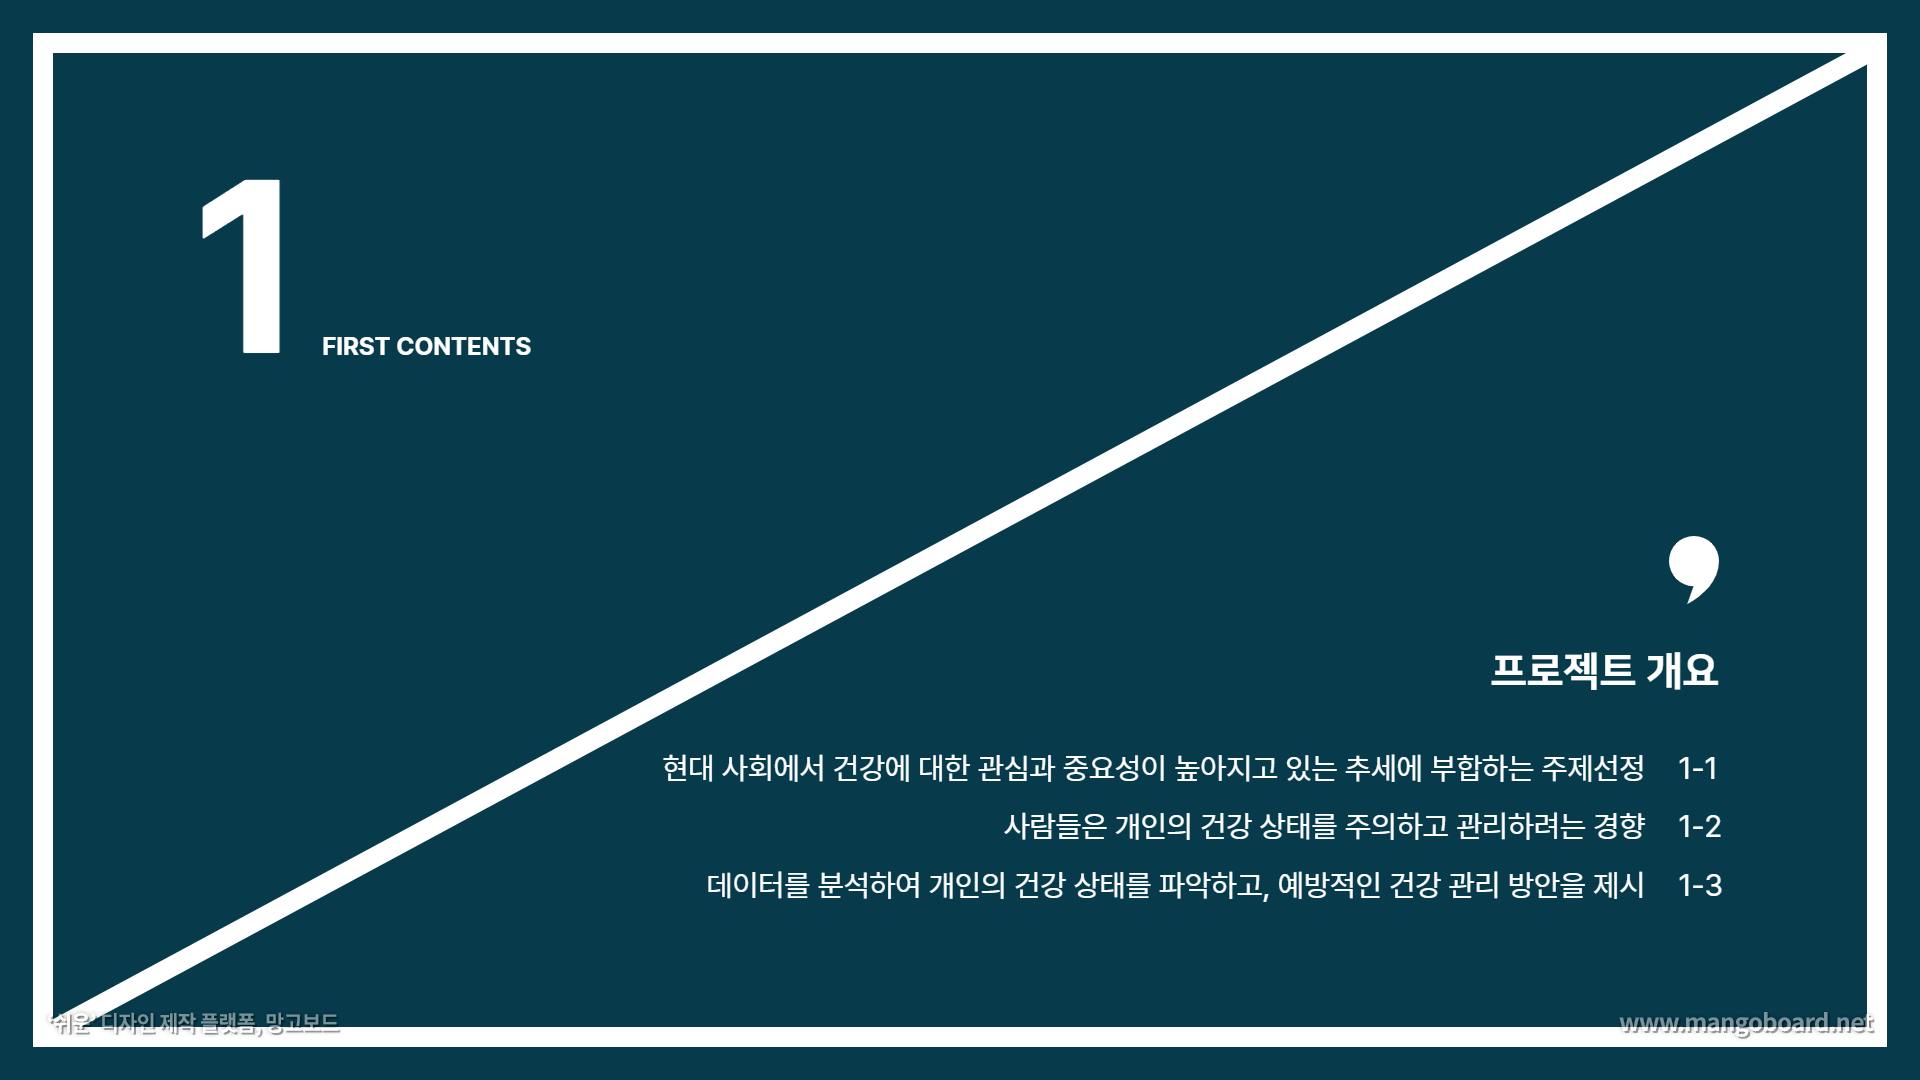 1
FIRST CONTENTS
프로젝트 개요
현대 사회에서 건강에 대한 관심과 중요성이 높아지고 있는 추세에 부합하는 주제선정 1-1
사람들은 개인의 건강 상태를 주의하고 관리하려는 경향 1-2
데이터를 분석하여 개인의 건강 상태를 파악하고, 예방적인 건강 관리 방안을 제시 1-3
'쉬운' 디자인 제작 플랫폼, 망고보드
www.mangoboard.net